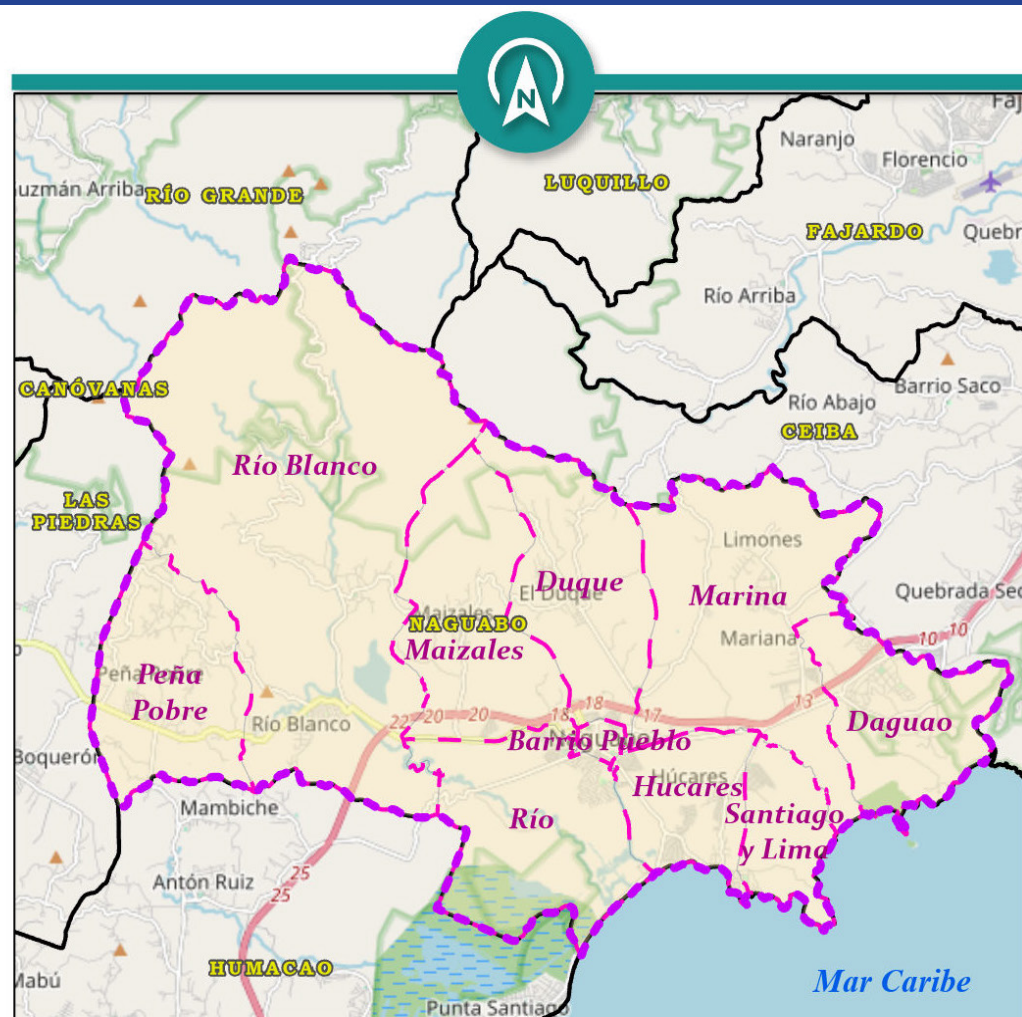 N
Faj
Naranjo
Florencio
LUQUILLO
Guzmán Arriba
RÍO GRANDE
FAJARDO
Quebr
Río Arriba
CANÓVANAS
Barrio Saco
Río Abajo
CEIBA
Río Blanco
LAS
PIEDRAS
Limones
Duque
El Duque
Marina
Quebrada Sec
Maizales
NAGUABO
Maizales
Mariana
10 10
Peña Pobre
Peña
Pobre
13
Río Blanco
22 20 20 18 18 17
Daguao
Barrio Pueblo
Boquerón
Húcares
Hucares
Mambiche
Río
Santiago
y Lima
25
25
Antón Ruiz
HUMACAO
Mabú
Mar Caribe
Punta Santiago